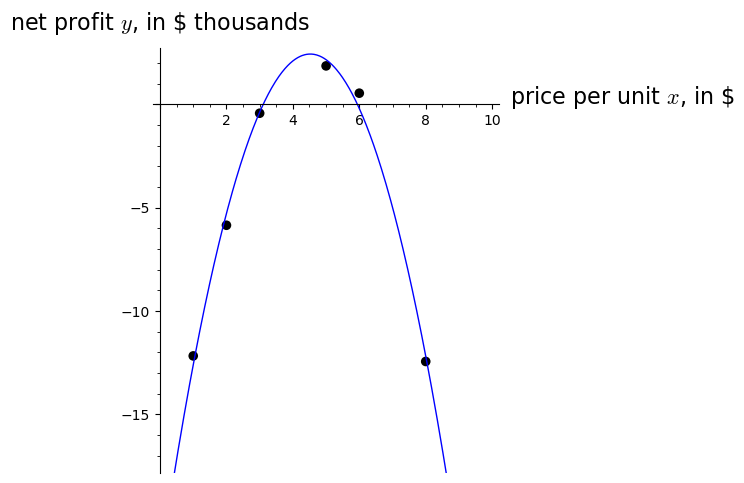 net profit y, in $ thousands
price per unit x, in $
2 4 6 8 10
−5
−10
−15